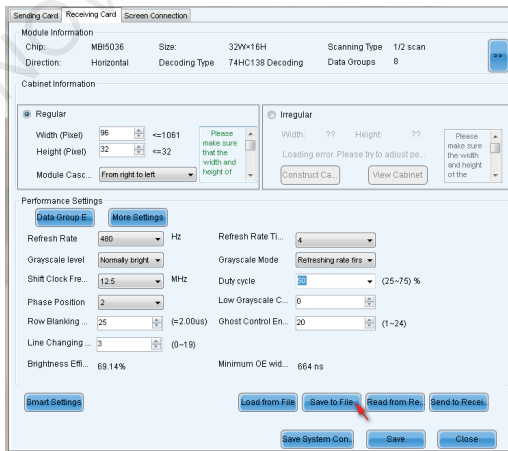 Sending Card Receiving Card Screen Connection
Module Information
Chip: MBI5036 Size: 32W×16H Scanning Type 1/2 scan
Direction: Horizontal Decoding Type 74HC138 Decoding Data Groups 8
>>
Cabinet Information
Regular
Width (Pixel) 96 <=1061
Height (Pixel) 32 <=32
Module Casc... From right to left
Please
make sure
that the
width and
height of
Irregular
Width: ?? Height: ??
Loading error. Please try to adjust pe...
Construct Ca... View Cabinet
Please
make sure
the width
and height
of the
Performance Settings
Data Group E... More Settings
Refresh Rate 480 Hz Refresh Rate Ti... 4
Grayscale level Normally bright Grayscale Mode Refreshing rate firs
Shift Clock Fre... 12.5 MHz Duty cycle 50 (25~75) %
Phase Position 2 Low Grayscale C... 0
Row Blanking ... 25 (=2.00us) Ghost Control En... 20 (1~24)
Line Changing ... 3 (0~19)
Brightness Effi... 69.14% Minimum OE wid... 664 ns
Smart Settings Load from File Save to File Read from Re.. Send to Recei..
Save System Con.. Save Close